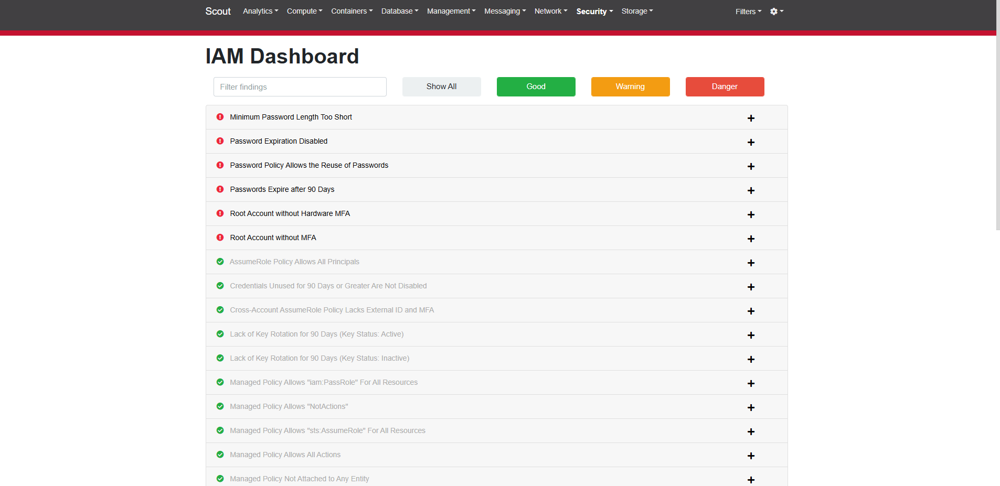 Scout Analytics Compute Containers Database Management Messaging Network Security Storage Filters
IAM Dashboard
Filter findings Show All Good Warning Danger
Minimum Password Length Too Short
Password Expiration Disabled
Password Policy Allows the Reuse of Passwords
Passwords Expire after 90 Days
Root Account without Hardware MFA
Root Account without MFA
AssumeRole Policy Allows All Principals
Credentials Unused for 90 Days or Greater Are Not Disabled
Cross-Account AssumeRole Policy Lacks External ID and MFA
Lack of Key Rotation for 90 Days (Key Status: Active)
Lack of Key Rotation for 90 Days (Key Status: Inactive)
Managed Policy Allows "iam:PassRole" For All Resources
Managed Policy Allows "NotActions"
Managed Policy Allows "sts:AssumeRole" For All Resources
Managed Policy Allows All Actions
Managed Policy Not Attached to Any Entity